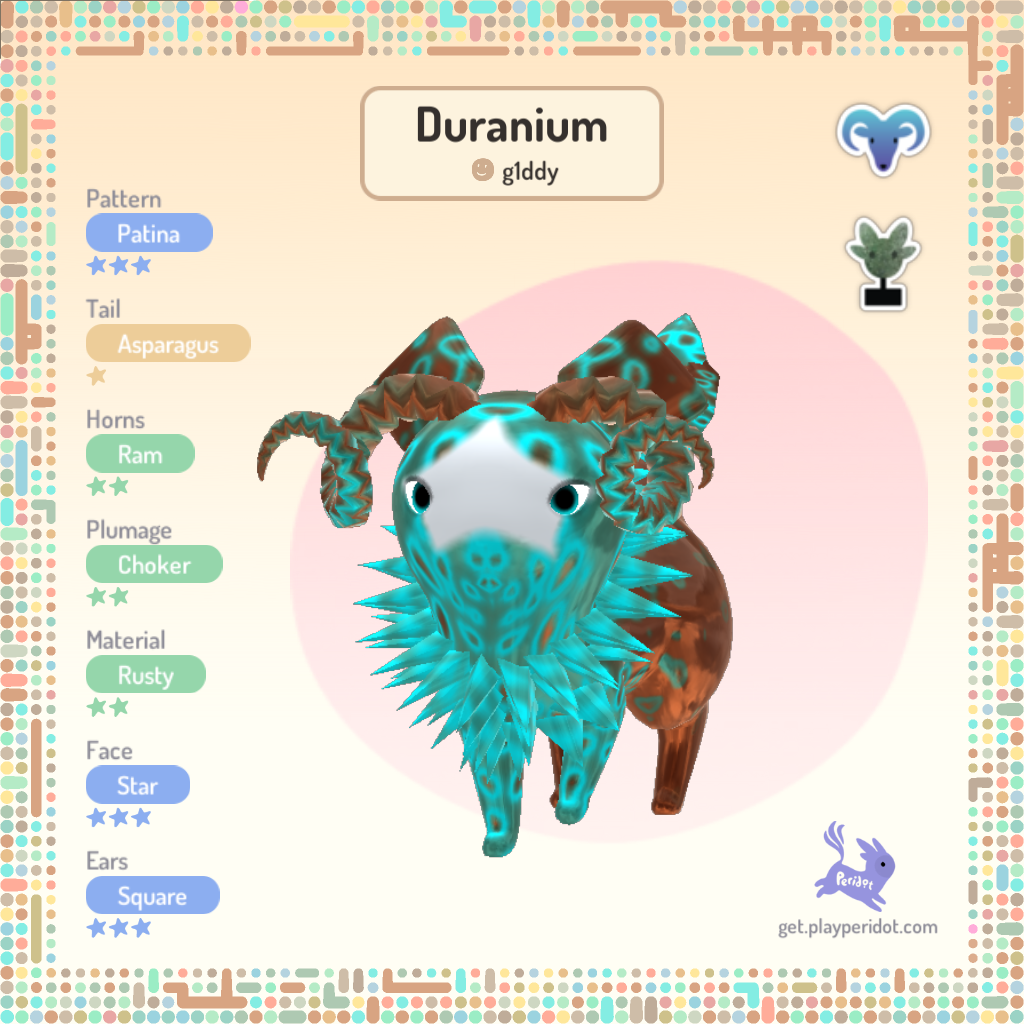 Duranium
g1ddy
Pattern
Patina
Tail
Asparagus
Horns
Ram
Plumage
Choker
Material
Rusty
Face
Star
Ears
Square
Peridot
get.playperidot.com